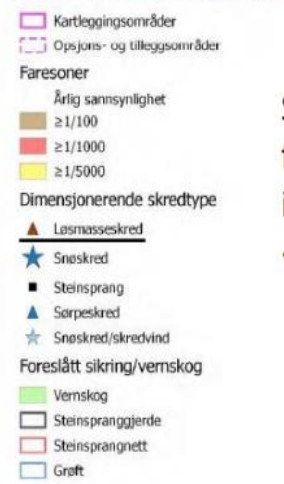 Kartleggingsområder
Opsjons- og tilleggsområder
Faresoner
Årlig sannsynlighet
≥1/100
≥1/1000
≥1/5000
Dimensjonerende skredtype
Løsmasseskred
Snøskred
Steinsprang
Sørpeskred
Snøskred/skredvind
Foreslått sikring/vernskog
Vernskog
Steinspranggjerde
Steinsprangnett
Grøft